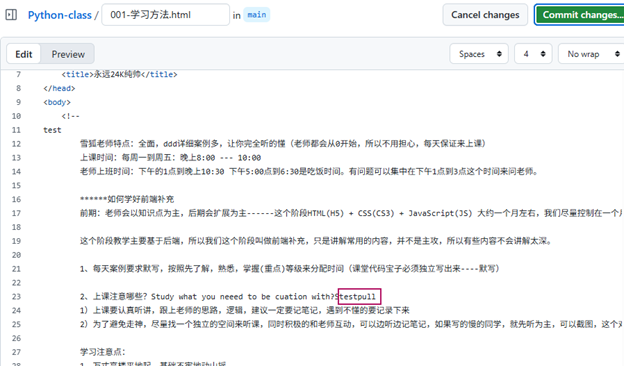 Python-class / 001-学习方法.html in main Cancel changes Commit changes...
Edit Preview Spaces 4 No wrap
7 <title>永远24K纯帅</title>
8 </head>
9 <body>
10 <!--
11 test
12 雪狐老师特点：全面，ddd详细案例多，让你完全听的懂（老师都会从0开始，所以不用担心，每天保证来上课）
13 上课时间：每周一到周五：晚上8:00 --- 10:00
14 老师上班时间：下午的1点到晚上10:30 下午5:00点到6:30是吃饭时间。有问题可以集中在下午1点到3点这个时间来问老师。
15
16 ******如何学好前端补充
17 前期：老师会以知识点为主，后期会扩展为主------这个阶段HTML(H5) + CSS(CS3) + JavaScript(JS) 大约一个月左右，我们尽量控制在一个月
18
19 这个阶段教学主要基于后端，所以我们这个阶段叫做前端补充，只是讲解常用的内容，并不是主攻，所以有些内容不会讲解太深。
20
21 1、每天案例要求默写，按照先了解，熟悉，掌握(重点)等级来分配时间（课堂代码宝子必须独立写出来----默写）
22
23 2、上课注意哪些？Study what you neeed to be cuation with?Stestpull
24 1）上课要认真听讲，跟上老师的思路，逻辑，建议一定要记笔记，遇到不懂的要记录下来
25 2）为了避免走神，尽量找一个独立的空间来听课，同时积极的和老师互动，可以边听边记笔记，如果写的慢的同学，就先听为主，可以截图，这个对
26
27 学习注意点：
28